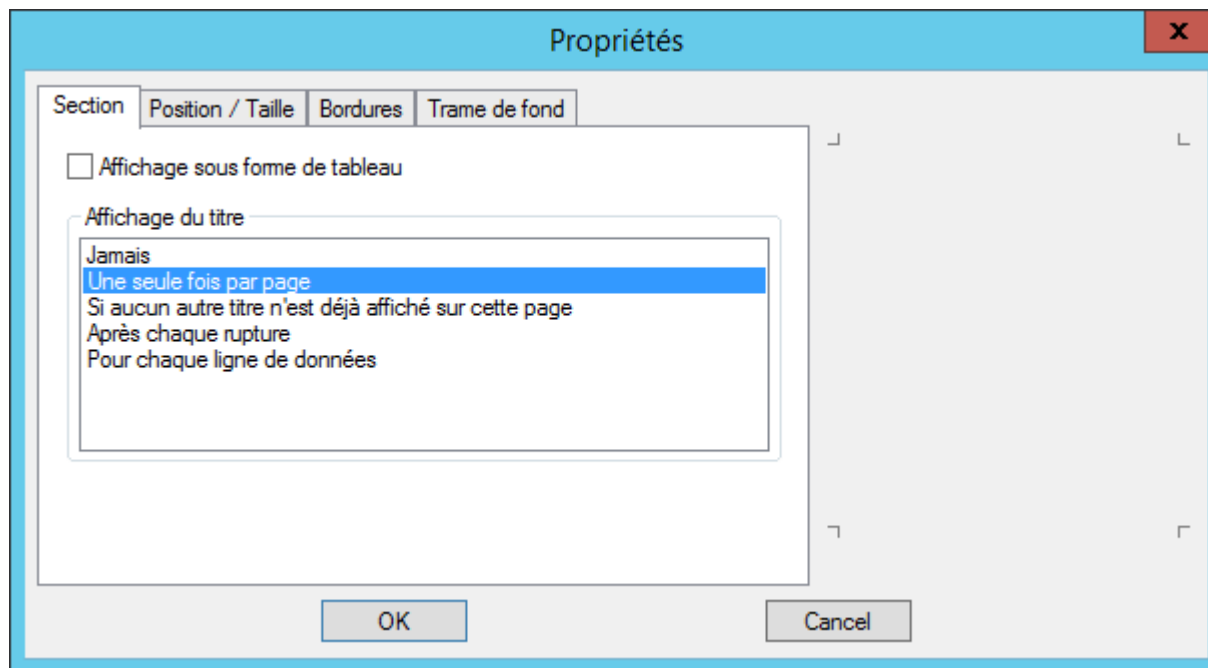 Propriétés
x
Section Position / Taille Bordures Trame de fond
Affichage sous forme de tableau
Affichage du titre
Jamais
Une seule fois par page
Si aucun autre titre n'est déjà affiché sur cette page
Après chaque rupture
Pour chaque ligne de données
OK Cancel